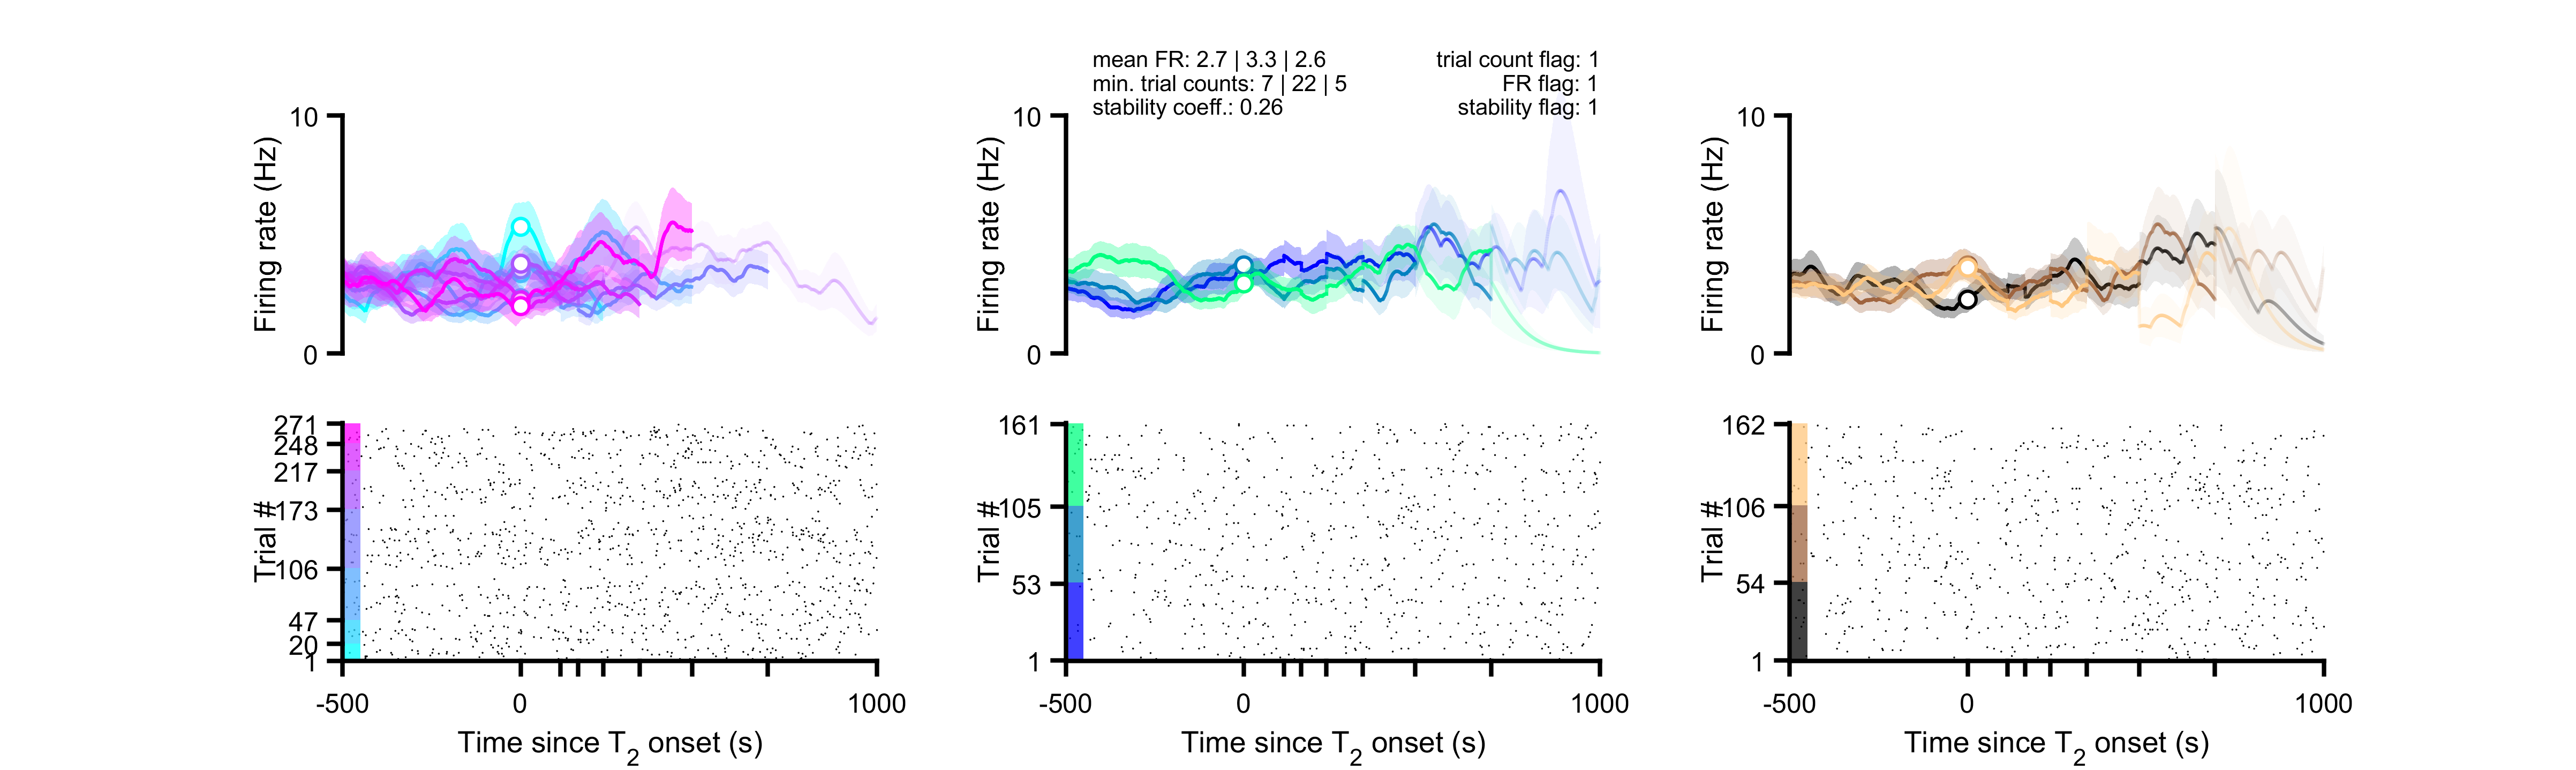 mean FR: 2.7 | 3.3 | 2.6
min. trial counts: 7 | 22 | 5
stability coeff.: 0.26
trial count flag: 1
FR flag: 1
stability flag: 1
Firing rate (Hz)
10
0
Firing rate (Hz)
10
0
Firing rate (Hz)
10
0
Trial #
271
248
217
173
106
47
20
1
-500
0
1000
Time since T2 onset (s)
Trial #
161
105
53
1
-500
0
1000
Time since T2 onset (s)
Trial #
162
106
54
1
-500
0
1000
Time since T2 onset (s)